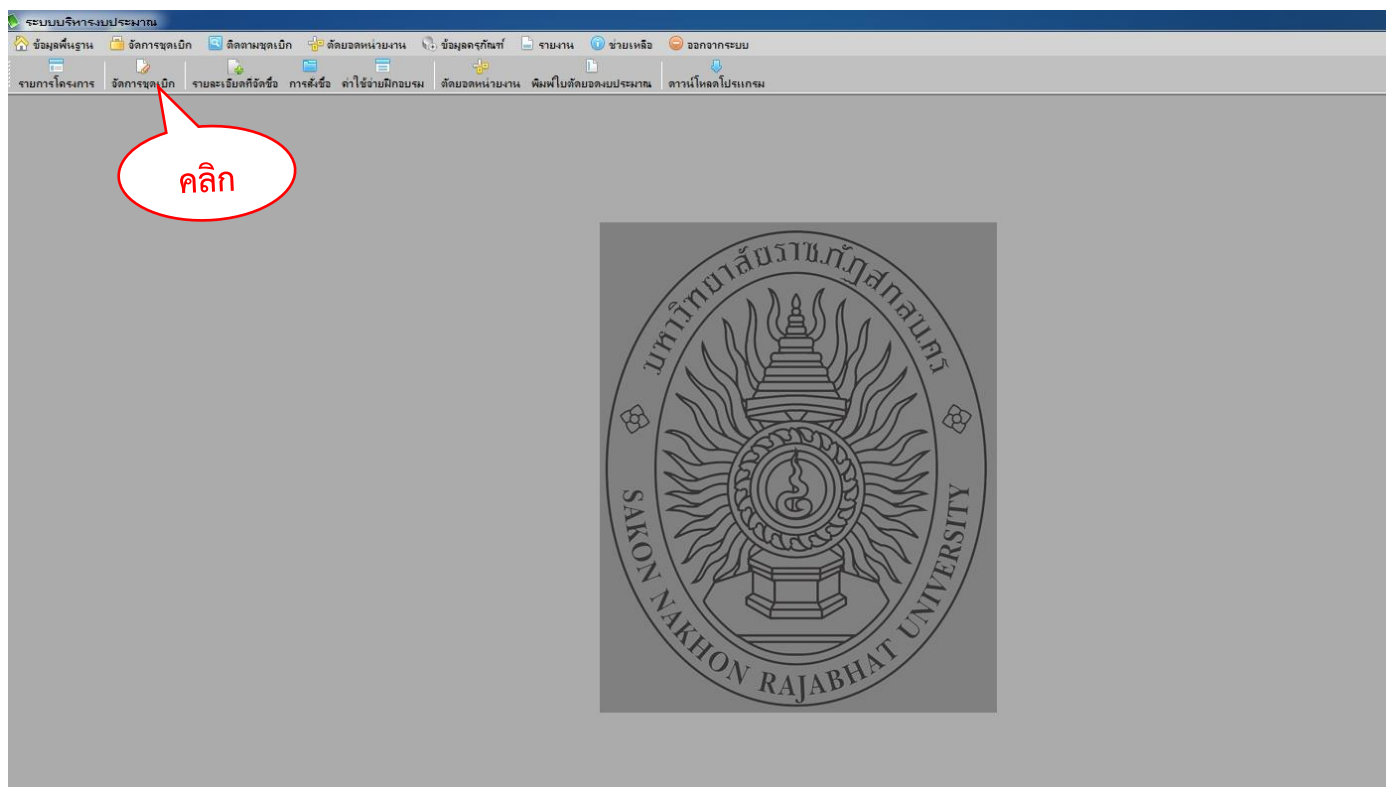 ระบบบริหารงบประมาณ
ข้อมูลพื้นฐาน จัดการชุดเบิก ติดตามชุดเบิก ตัดยอดหน่วยงาน ข้อมูลครุภัณฑ์ รายงาน ช่วยเหลือ ออกจากระบบ
รายการโครงการ จัดการชุดเบิก รายละเอียดที่จัดซื้อ การสั่งซื้อ ค่าใช้จ่ายฝึกอบรม ตัดยอดหน่วยงาน พิมพ์ใบตัดยอดงบประมาณ ดาวน์โหลดโปรแกรม
คลิก
มหาวิทยาลัยราชภัฏสกลนคร
SAKON NAKHON RAJABHAT UNIVERSITY